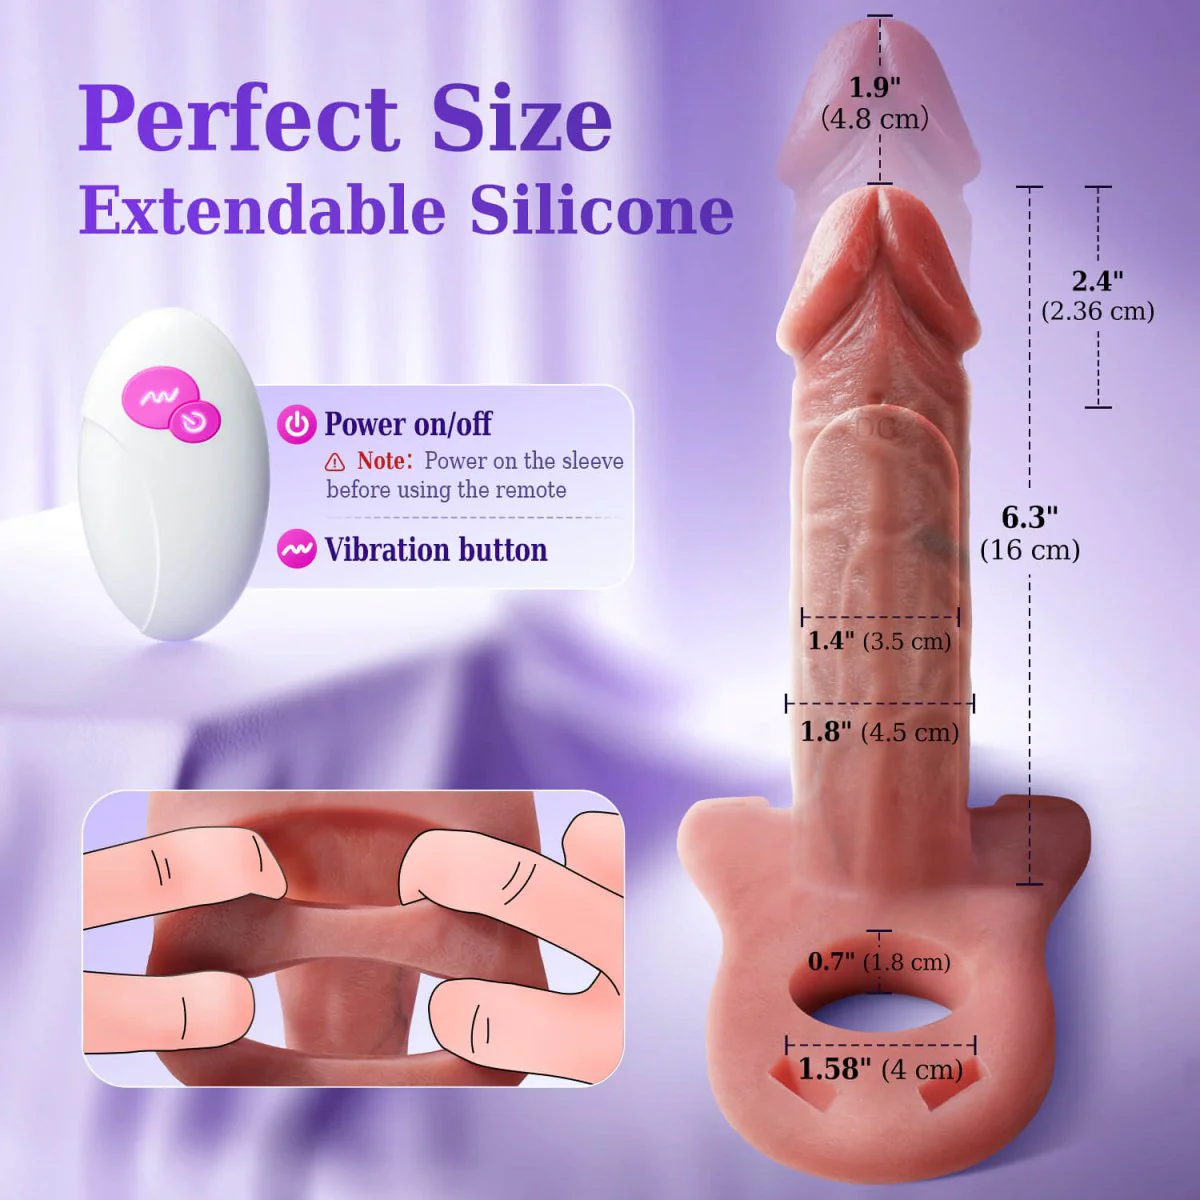 Perfect Size
Extendable Silicone
Power on/off
Note: Power on the sleeve
before using the remote
Vibration button
1.9"
(4.8 cm)
2.4"
(2.36 cm)
6.3"
(16 cm)
1.4" (3.5 cm)
1.8" (4.5 cm)
0.7" (1.8 cm)
1.58" (4 cm)